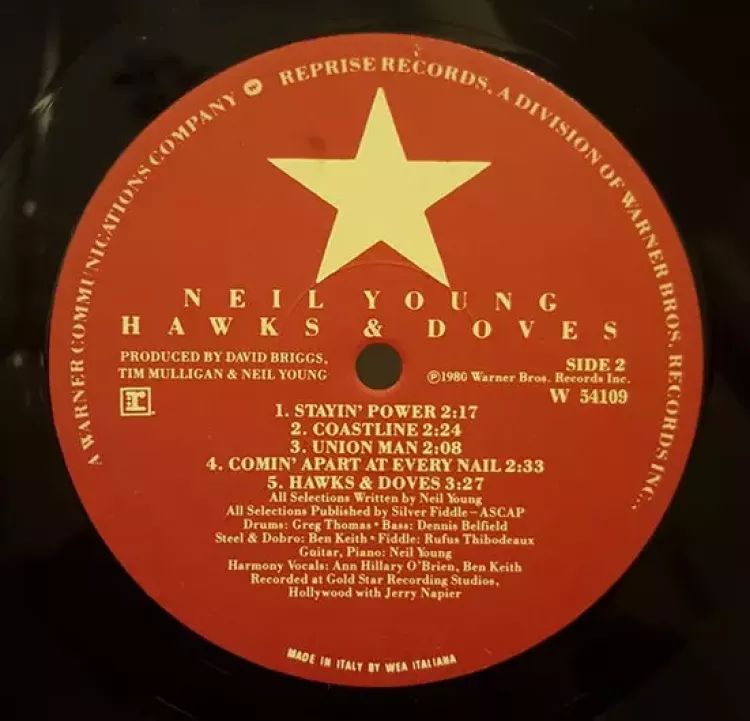 A WARNER COMMUNICATIONS COMPANY W REPRISE RECORDS, A DIVISION OF WARNER BROS. RECORDS INC.,
NEIL YOUNG
HAWKS & DOVES
PRODUCED BY DAVID BRIGGS,
TIM MULLIGAN & NEIL YOUNG
r
SIDE 2
Ⓟ1980 Warner Bros. Records Inc.
W 54109
1. STAYIN' POWER 2:17
2. COASTLINE 2:24
3. UNION MAN 2:08
4. COMIN' APART AT EVERY NAIL 2:33
5. HAWKS & DOVES 3:27
All Selections Written by Neil Young
All Selections Published by Silver Fiddle–ASCAP
Drums: Greg Thomas • Bass: Dennis Belfield
Steel & Dobro: Ben Keith • Fiddle: Rufus Thibodeaux
Guitar, Piano: Neil Young
Harmony Vocals: Ann Hillary O'Brien, Ben Keith
Recorded at Gold Star Recording Studios,
Hollywood with Jerry Napier
MADE IN ITALY BY WEA ITALIANA